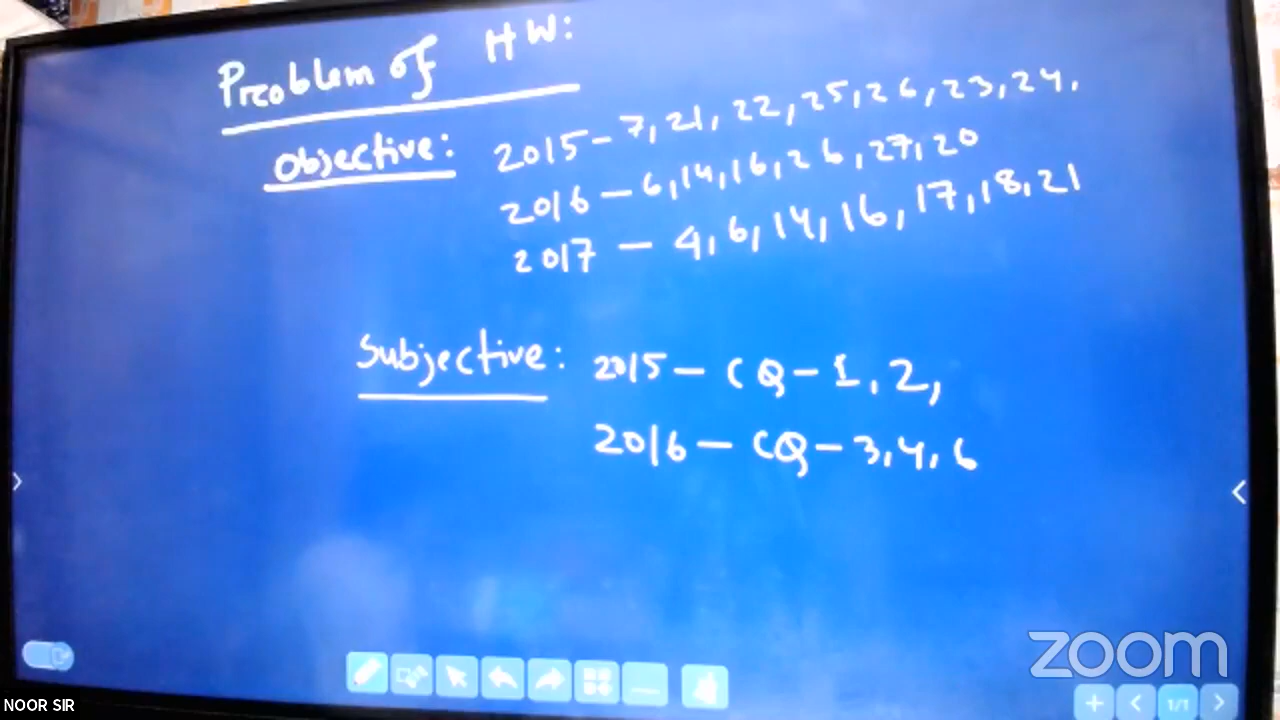 Problem of HW:
Objective: 2015 - 7, 21, 22, 25, 26, 23, 24.
2016 - 6, 14, 16, 26, 27, 20
2017 - 4, 6, 14, 16, 17, 18, 21
Subjective: 2015 - CQ - 1, 2,
2016 - CQ - 3, 4, 6
zoom
1/1
NOOR SIR